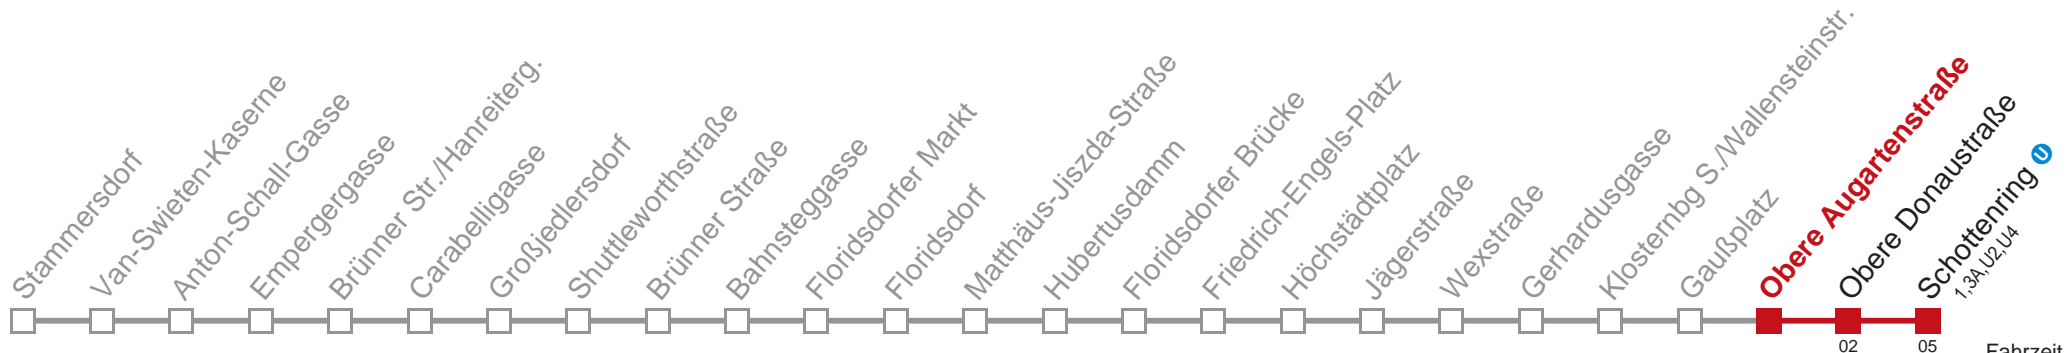 Stammersdorf
Van-Swieten-Kaserne
Anton-Schall-Gasse
Empergergasse
Brünner Str./Hanreiterg.
Carabelligasse
Großjedlersdorf
Shuttleworthstraße
Brünner Straße
Bahnsteggasse
Floridsdorfer Markt
Floridsdorf
Matthäus-Jiszda-Straße
Hubertusdamm
Floridsdorfer Brücke
Friedrich-Engels-Platz
Höchstädtplatz
Jägerstraße
Wexstraße
Gerhardusgasse
Klosternbg S./Wallensteinstr.
Gaußplatz
Obere Augartenstraße
Obere Donaustraße
Schottenring U
1,3A,U2,U4
02
05
Fahrzeit